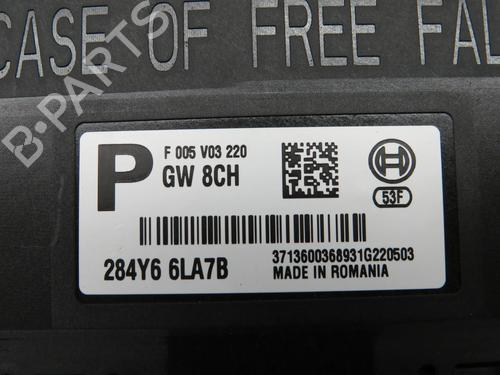 CASE OF FREE FAL
B-PARTS
P
F 005 V03 220
GW 8CH
53F
284Y6 6LA7B
3713600368931G220503
MADE IN ROMANIA